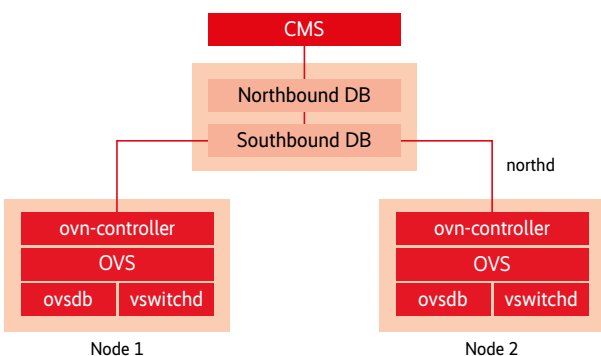 CMS
Northbound DB
Southbound DB
northd
ovn-controller
OVS
ovsdb vswitchd
Node 1
ovn-controller
OVS
ovsdb vswitchd
Node 2